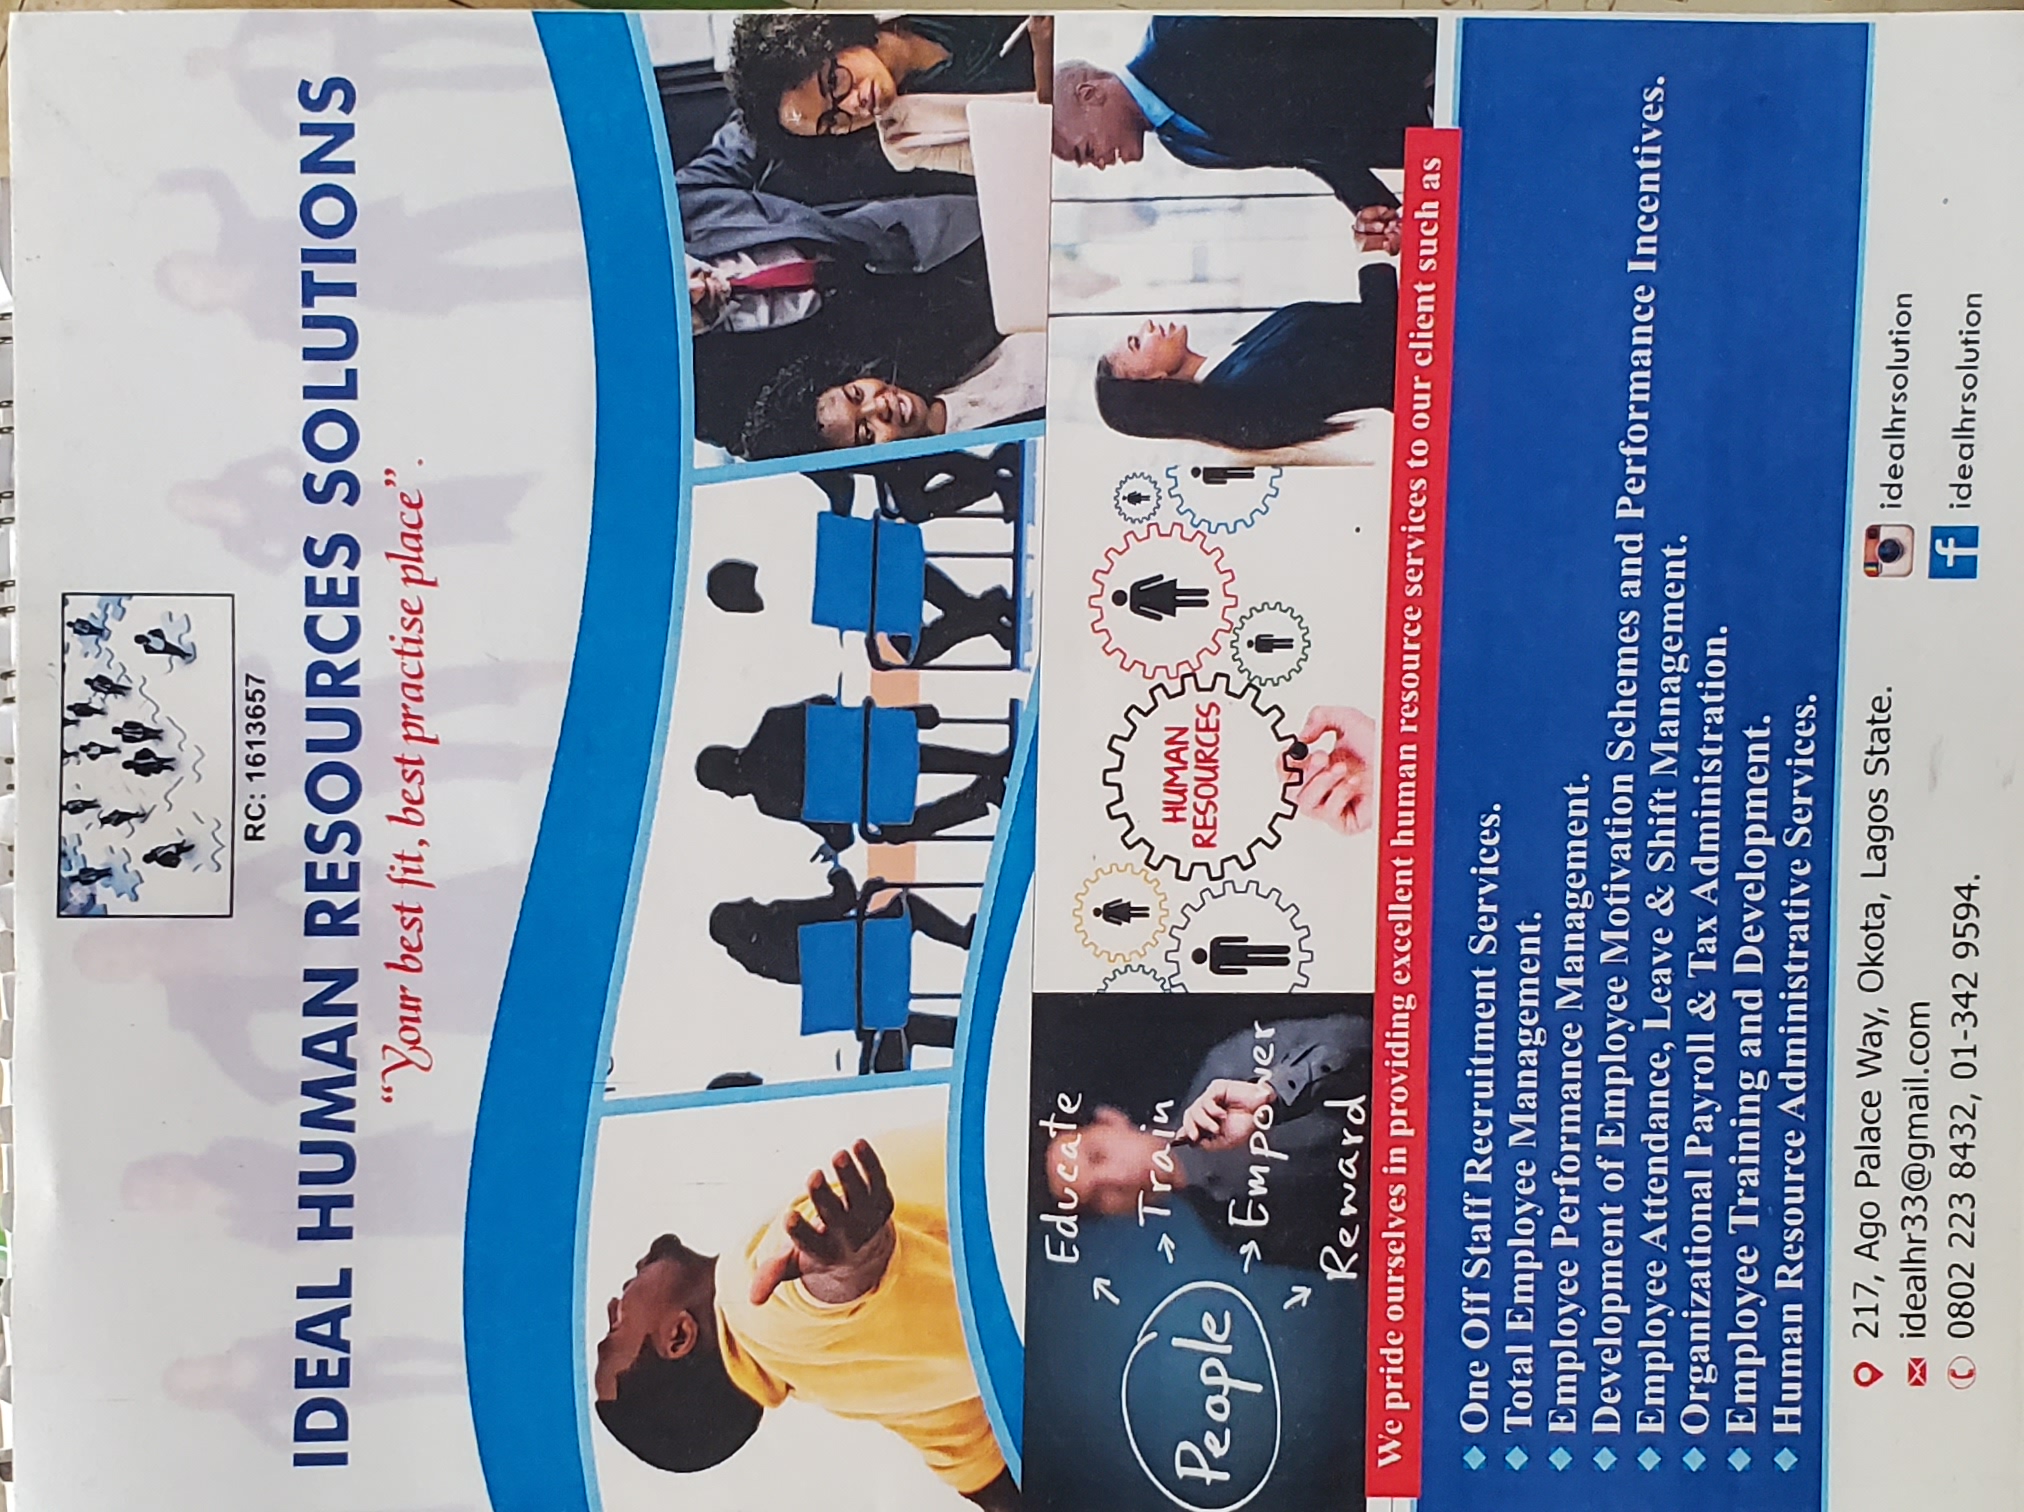 RC: 1613657
IDEAL HUMAN RESOURCES SOLUTIONS
“Your best fit, best practise place”.
Educate
Train
People
Empower
Reward
HUMAN
RESOURCES
We pride ourselves in providing excellent human resource services to our client such as
One Off Staff Recruitment Services.
Total Employee Management.
Employee Performance Management.
Development of Employee Motivation Schemes and Performance Incentives.
Employee Attendance, Leave & Shift Management.
Organizational Payroll & Tax Administration.
Employee Training and Development.
Human Resource Administrative Services.
217, Ago Palace Way, Okota, Lagos State.
idealhr33@gmail.com
0802 223 8432, 01-342 9594.
idealhrsolution
f idealhrsolution